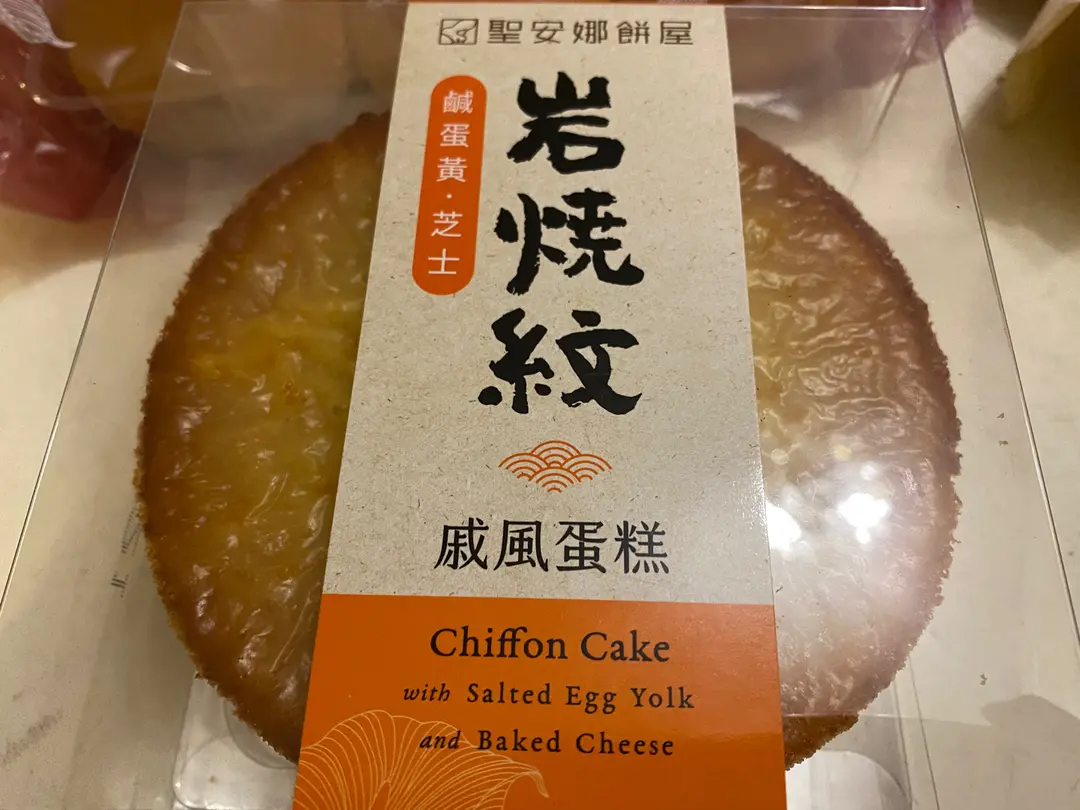 聖安娜餅屋
鹹蛋黃·芝士
岩燒紋
戚風蛋糕
Chiffon Cake
with Salted Egg Yolk
and Baked Cheese